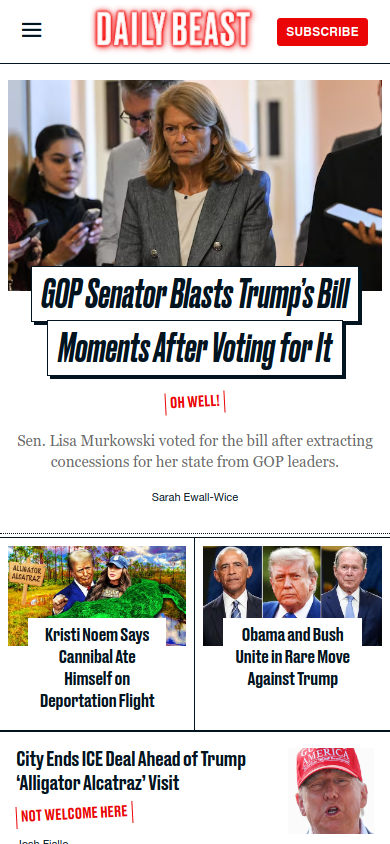 DAILY BEAST
SUBSCRIBE
GOP Senator Blasts Trump's Bill
Moments After Voting for It
OH WELL!
Sen. Lisa Murkowski voted for the bill after extracting
concessions for her state from GOP leaders.
Sarah Ewall-Wice
ALLIGATOR
ALCATRAZ
Kristi Noem Says
Cannibal Ate
Himself on
Deportation Flight
Obama and Bush
Unite in Rare Move
Against Trump
City Ends ICE Deal Ahead of Trump
‘Alligator Alcatraz’ Visit
NOT WELCOME HERE
Josh Fiallo
AMERICA